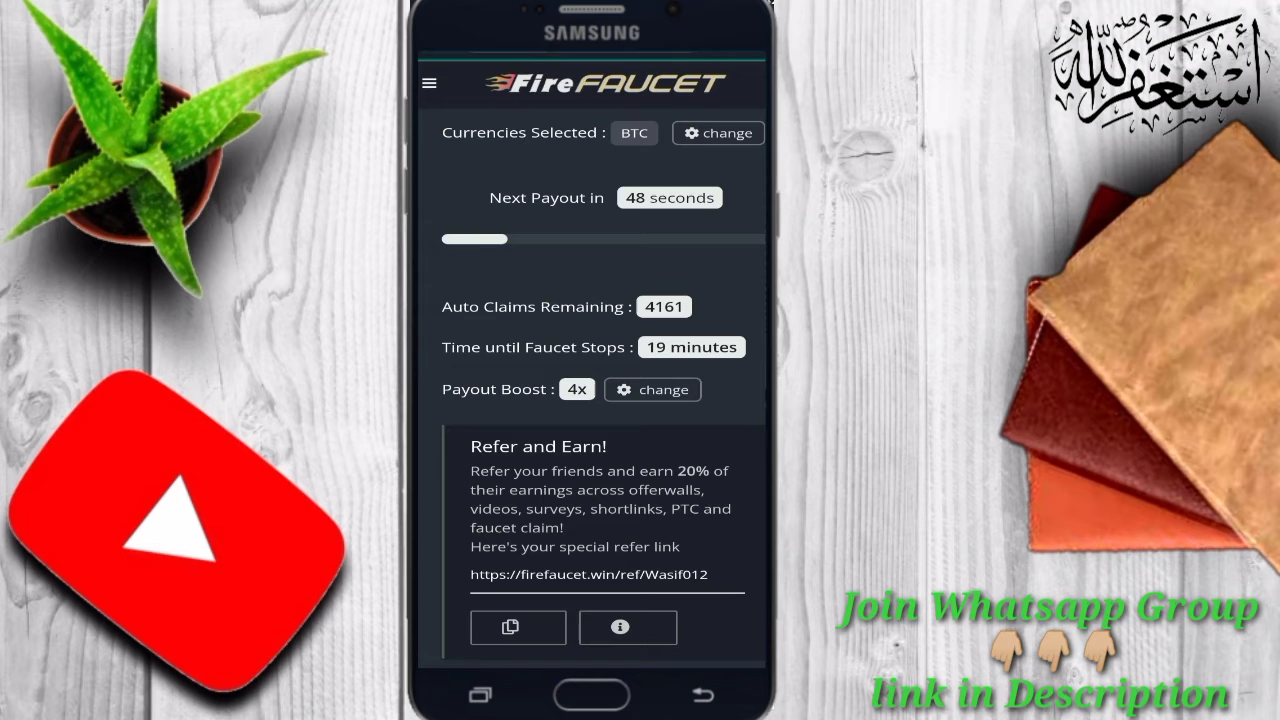 SAMSUNG
أستغفر الله
FireFAUCET
Currencies Selected : BTC change
Next Payout in 48 seconds
Auto Claims Remaining : 4161
Time until Faucet Stops : 19 minutes
Payout Boost : 4x change
Refer and Earn!
Refer your friends and earn 20% of
their earnings across offerwalls,
videos, surveys, shortlinks, PTC and
faucet claim!
Here's your special refer link
https://firefaucet.win/ref/Wasif012
Join Whatsapp Group
👇🏽👇🏽👇🏽
link in Description